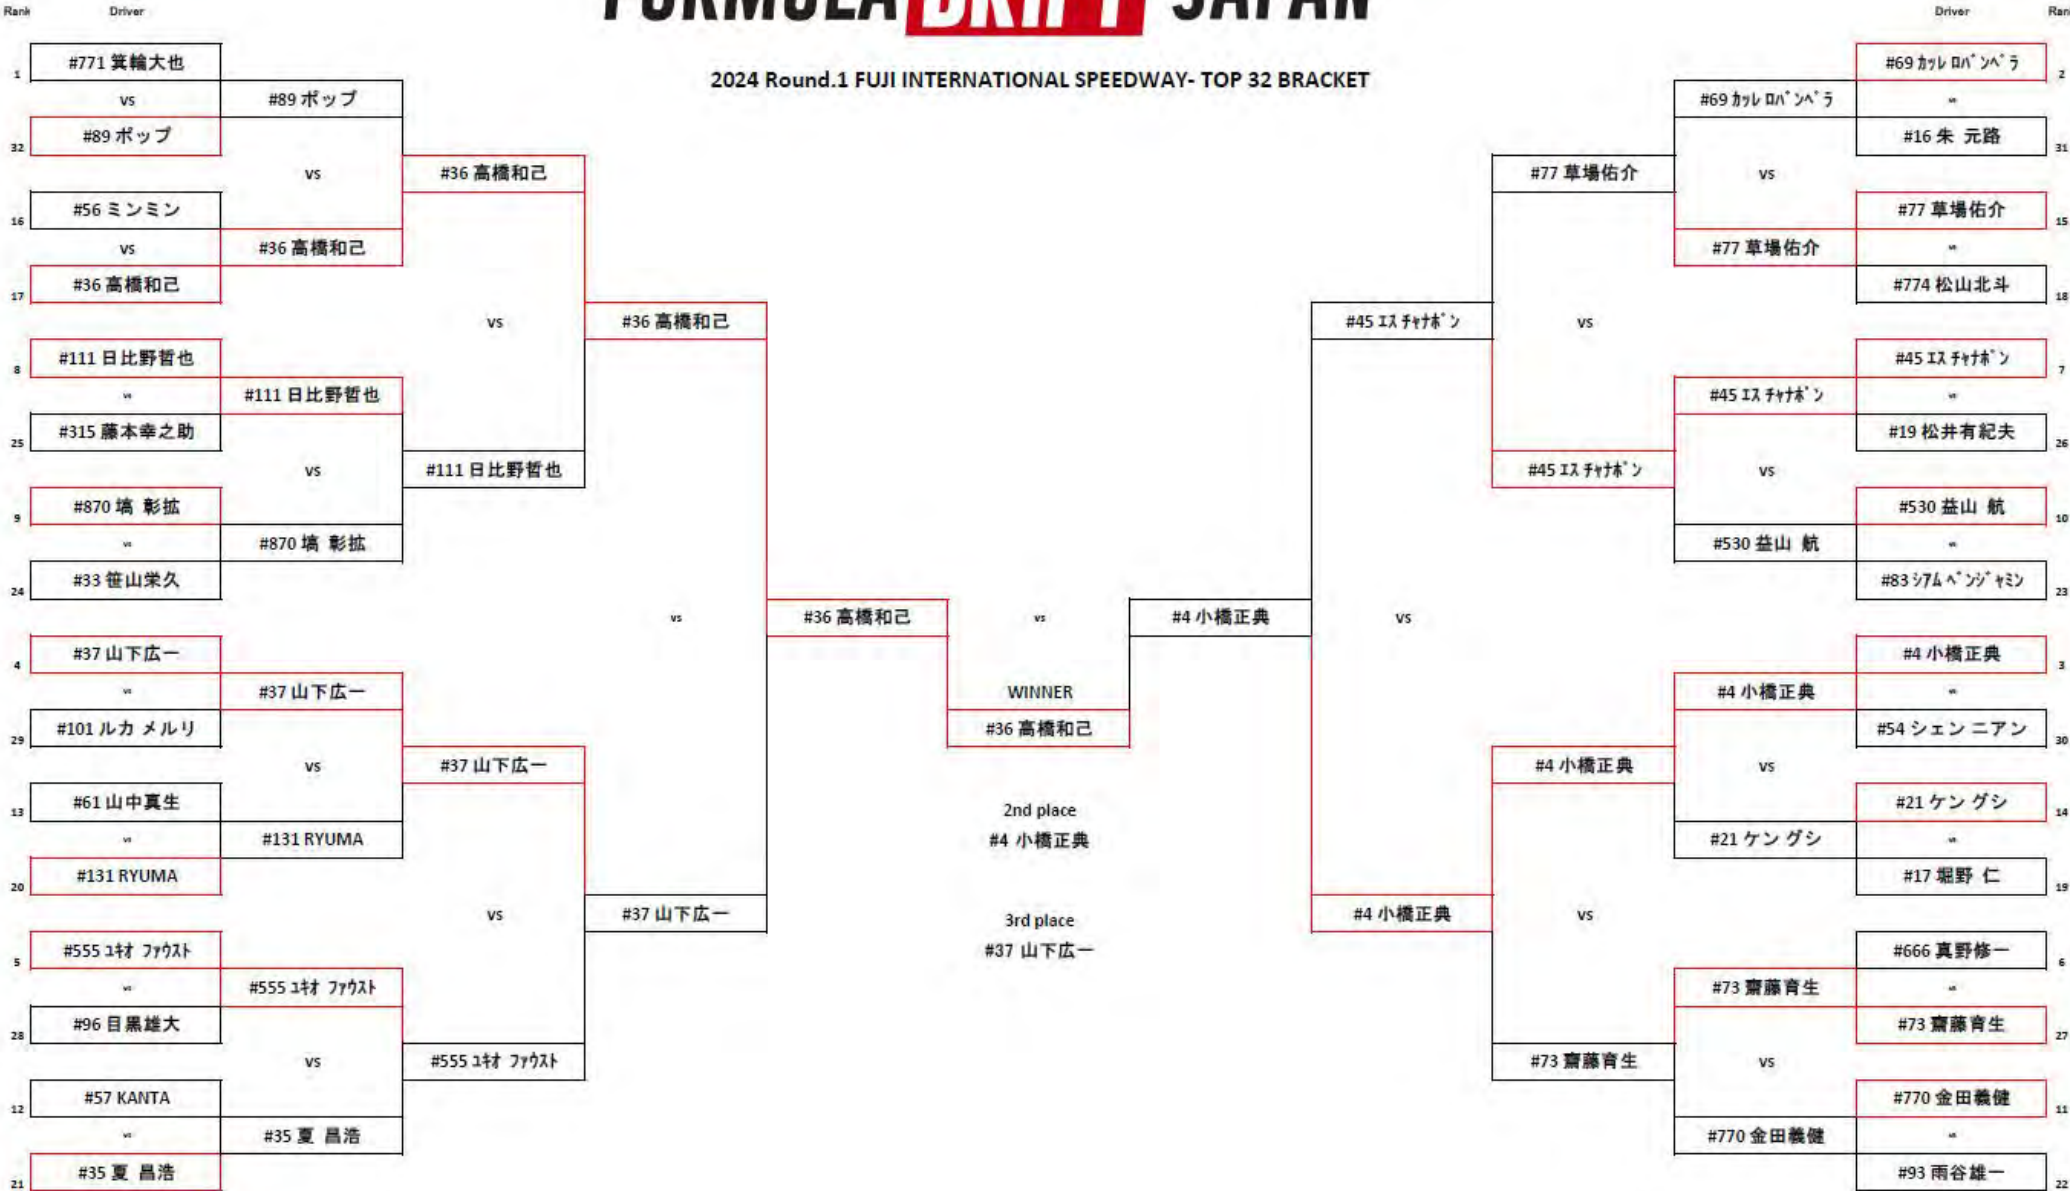 FORMULA DRIFT JAPAN
2024 Round.1 FUJI INTERNATIONAL SPEEDWAY- TOP 32 BRACKET
Rank Driver
1 #771 箕輪大也
vs
32 #89 ポップ
16 #56 ミンミン
vs
17 #36 高橋和己
8 #111 日比野哲也
vs
25 #315 藤本幸之助
9 #870 塙 彰拡
vs
24 #33 笹山栄久
4 #37 山下広一
vs
29 #101 ルカ メルリ
13 #61 山中真生
vs
20 #131 RYUMA
5 #555 ﾕｷｵ ﾌｧｳｽﾄ
vs
28 #96 目黒雄大
12 #57 KANTA
vs
21 #35 夏 昌浩
#89 ポップ
vs
#36 高橋和己
#111 日比野哲也
vs
#870 塙 彰拡
#37 山下広一
vs
#131 RYUMA
#555 ﾕｷｵ ﾌｧｳｽﾄ
vs
#35 夏 昌浩
#36 高橋和己
vs
#111 日比野哲也
#37 山下広一
vs
#555 ﾕｷｵ ﾌｧｳｽﾄ
#36 高橋和己
vs
#37 山下広一
#36 高橋和己
vs
#4 小橋正典
WINNER
#36 高橋和己
2nd place
#4 小橋正典
3rd place
#37 山下広一
#45 ｴｽ ﾁｬﾅﾎﾟﾝ
vs
#4 小橋正典
#77 草場佑介
vs
#45 ｴｽ ﾁｬﾅﾎﾟﾝ
#4 小橋正典
vs
#73 齋藤育生
#69 ｶｯﾚ ﾛﾊﾞﾝﾍﾟﾗ
vs
#77 草場佑介
#45 ｴｽ ﾁｬﾅﾎﾟﾝ
vs
#530 益山 航
#4 小橋正典
vs
#21 ケン グシ
#73 齋藤育生
vs
#770 金田義健
Driver Ran
#69 ｶｯﾚ ﾛﾊﾞﾝﾍﾟﾗ 2
vs
#16 朱 元路 31
#77 草場佑介 15
vs
#774 松山北斗 18
#45 ｴｽ ﾁｬﾅﾎﾟﾝ 7
vs
#19 松井有紀夫 26
#530 益山 航 10
vs
#83 ｼｱﾑ ﾍﾞﾝｼﾞｬﾐﾝ 23
#4 小橋正典 3
vs
#54 シェン ニアン 30
#21 ケン グシ 14
vs
#17 堀野 仁 19
#666 真野修一 6
vs
#73 齋藤育生 27
#770 金田義健 11
vs
#93 雨谷雄一 22